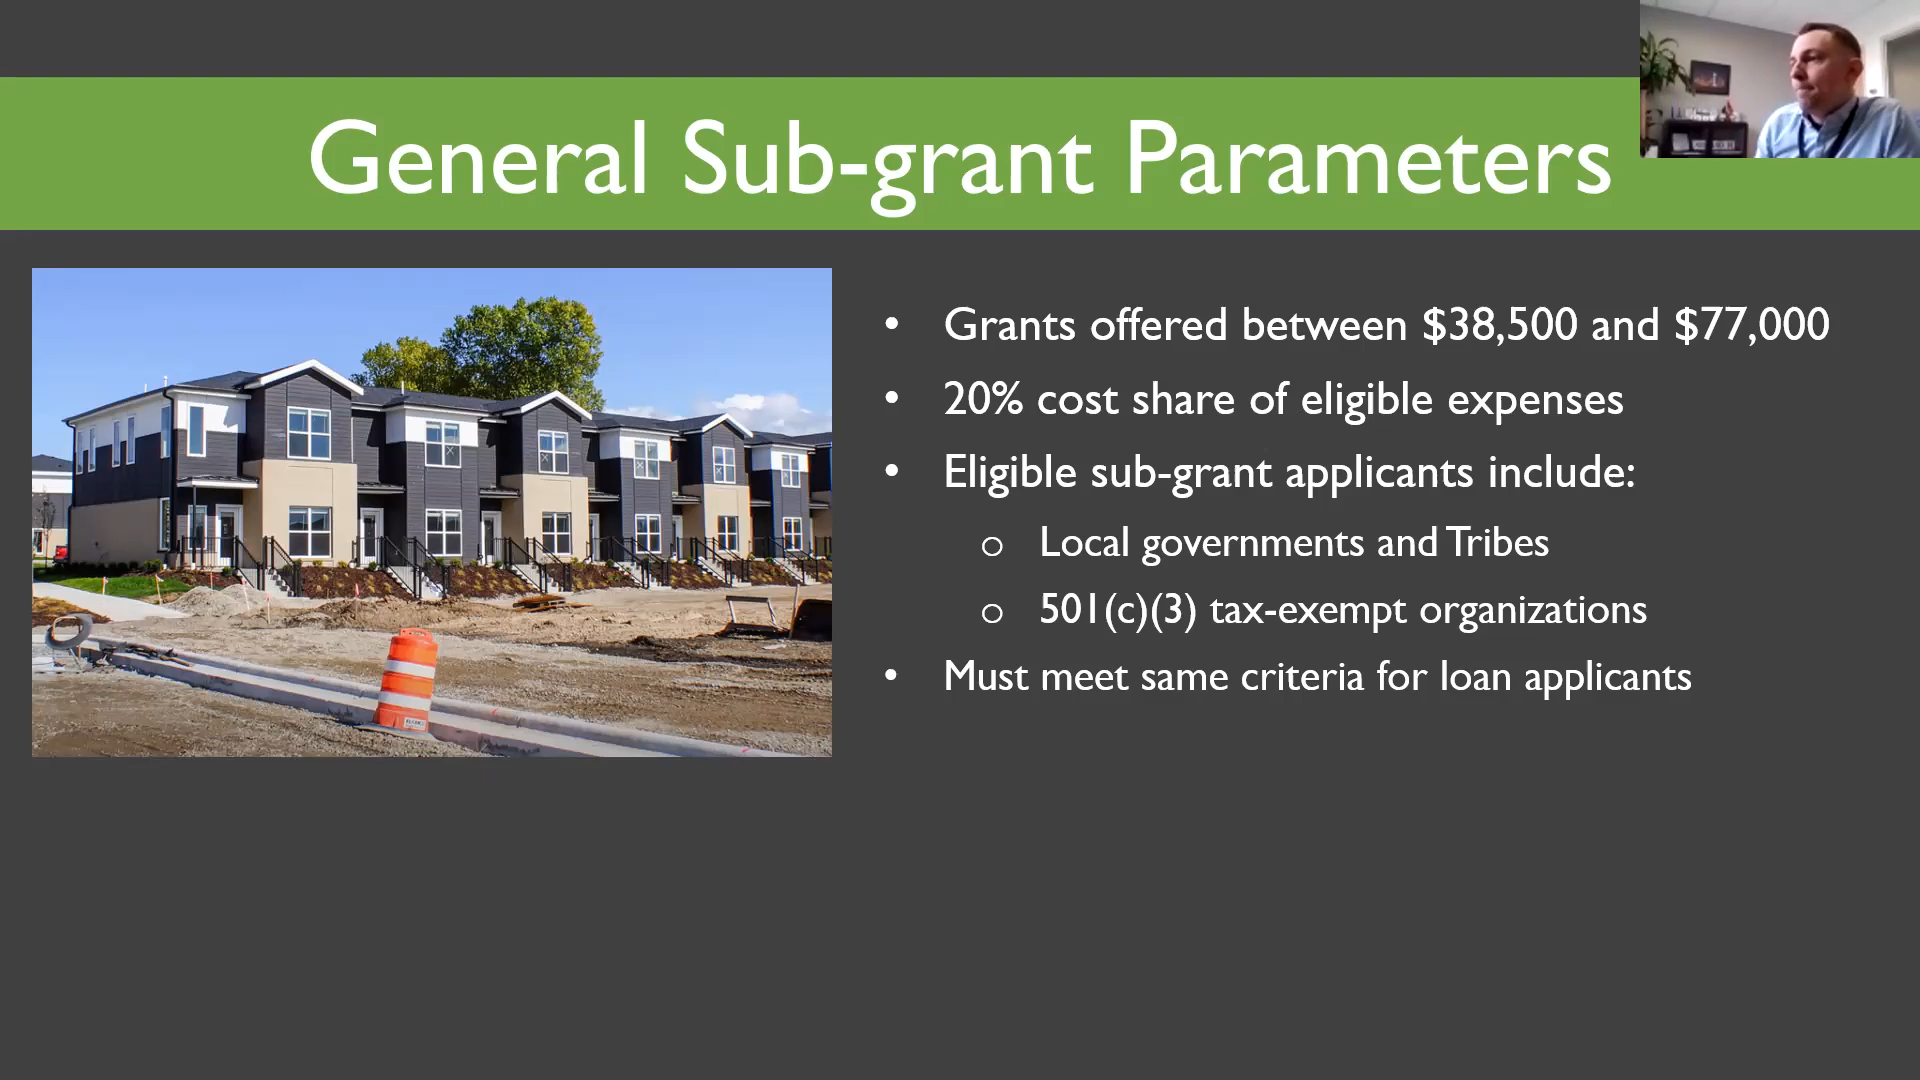 General Sub-grant Parameters
• Grants offered between $38,500 and $77,000
• 20% cost share of eligible expenses
• Eligible sub-grant applicants include:
o Local governments and Tribes
o 501(c)(3) tax-exempt organizations
• Must meet same criteria for loan applicants